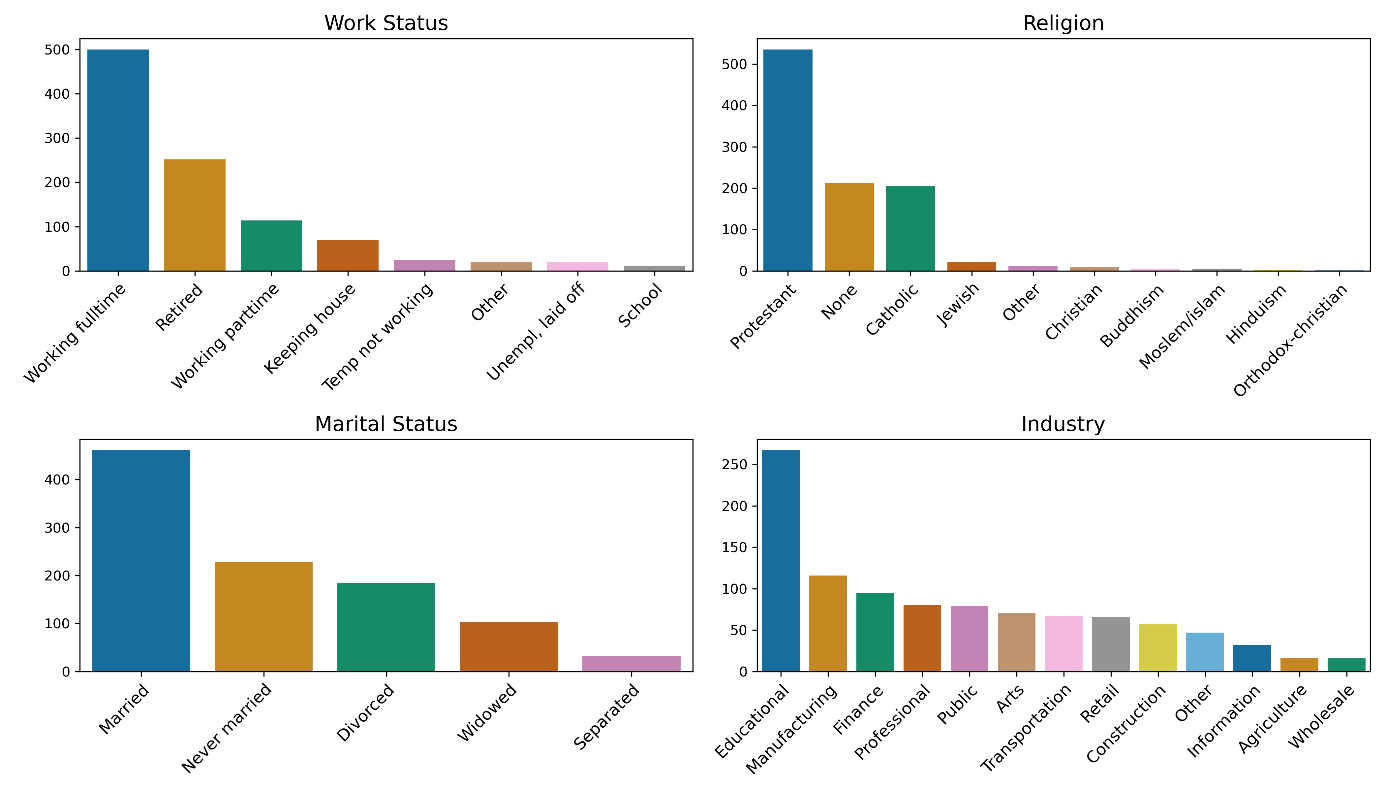 Work Status
500
400
300
200
100
0
Working fulltime
Retired
Working parttime
Keeping house
Temp not working
Other
Unempl, laid off
School
Religion
500
400
300
200
100
0
Protestant
None
Catholic
Jewish
Other
Christian
Buddhism
Moslem/islam
Hinduism
Orthodox-christian
Marital Status
400
300
200
100
0
Married
Never married
Divorced
Widowed
Separated
Industry
250
200
150
100
50
0
Educational
Manufacturing
Finance
Professional
Public
Arts
Transportation
Retail
Construction
Other
Information
Agriculture
Wholesale